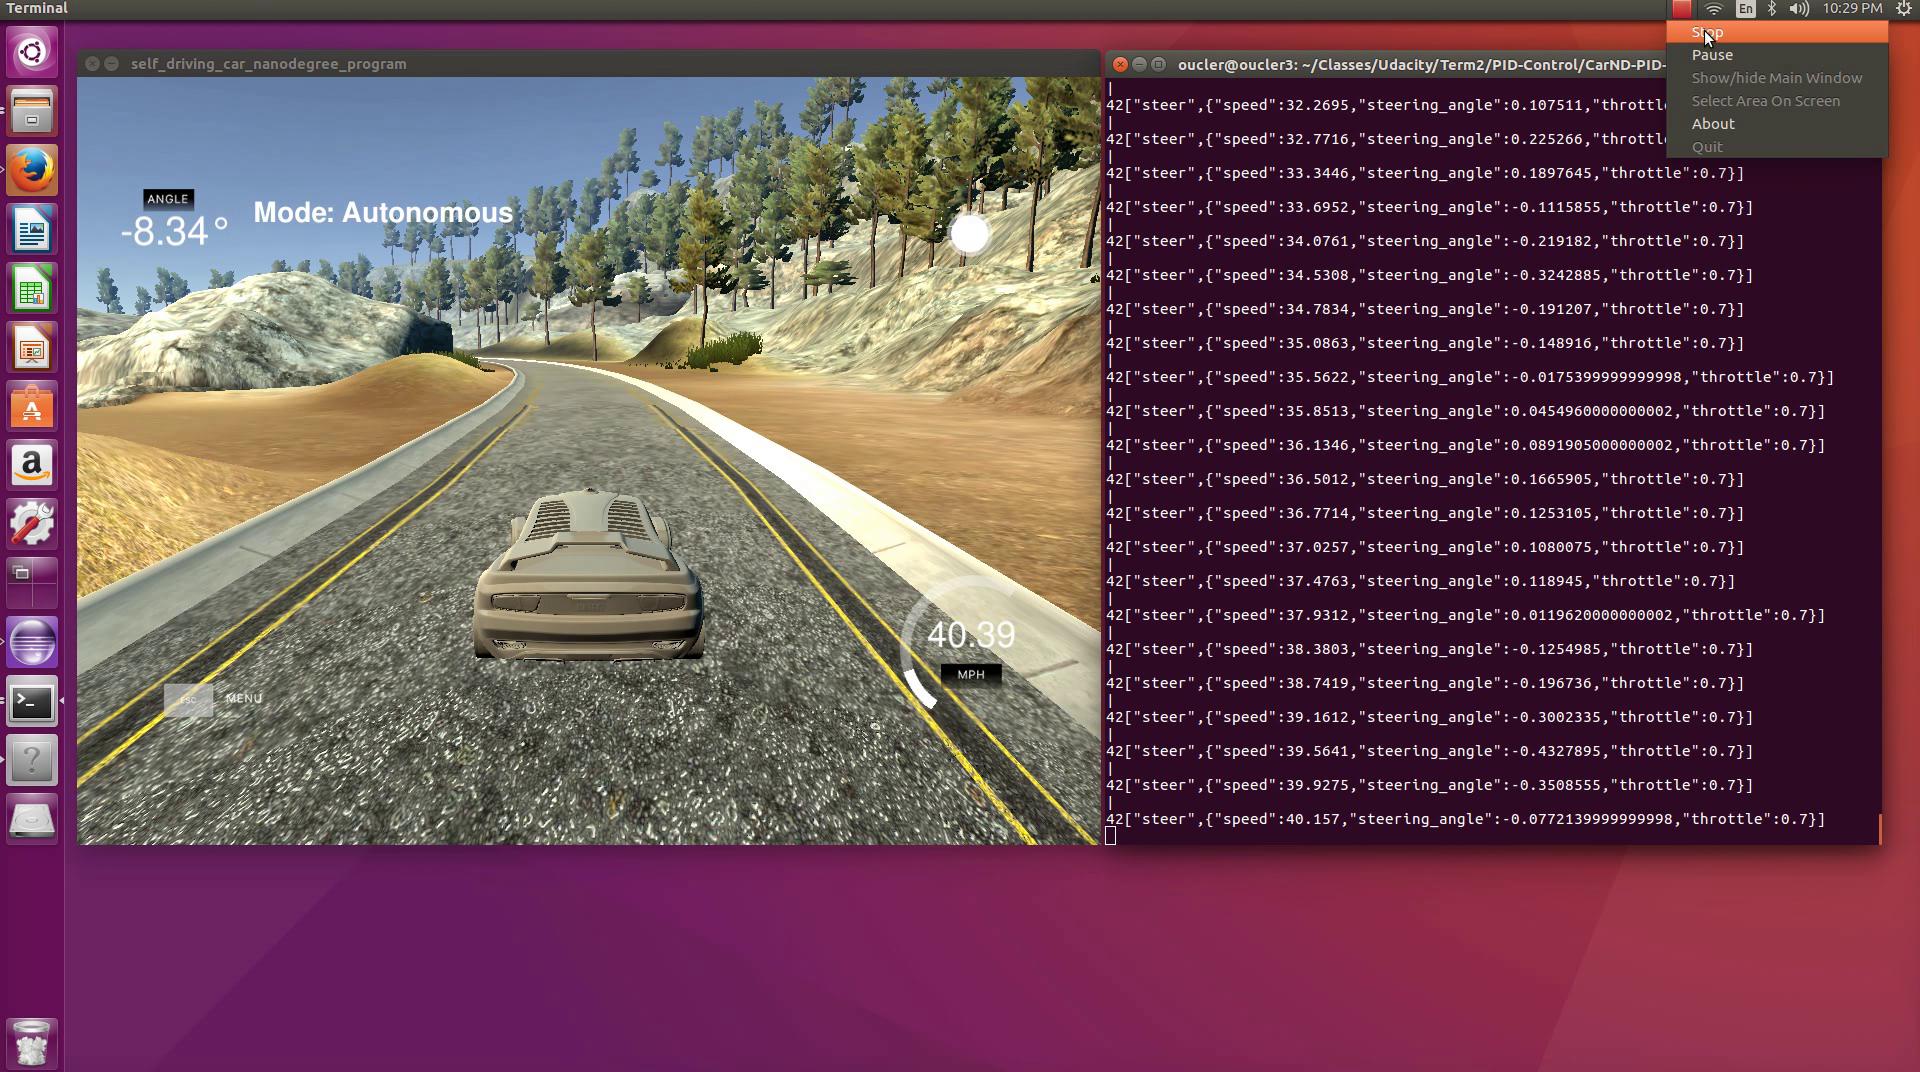 Terminal
En
10:29 PM
Stop
Pause
Show/hide Main Window
Select Area On Screen
About
Quit
self_driving_car_nanodegree_program
ANGLE
-8.34°
Mode: Autonomous
40.39
MPH
ESC
MENU
oucler@oucler3: ~/Classes/Udacity/Term2/PID-Control/CarND-PID-
|
42["steer",{"speed":32.2695,"steering_angle":0.107511,"throttle
|
42["steer",{"speed":32.7716,"steering_angle":0.225266,"throttle
|
42["steer",{"speed":33.3446,"steering_angle":0.1897645,"throttle":0.7}]
|
42["steer",{"speed":33.6952,"steering_angle":-0.1115855,"throttle":0.7}]
|
42["steer",{"speed":34.0761,"steering_angle":-0.219182,"throttle":0.7}]
|
42["steer",{"speed":34.5308,"steering_angle":-0.3242885,"throttle":0.7}]
|
42["steer",{"speed":34.7834,"steering_angle":-0.191207,"throttle":0.7}]
|
42["steer",{"speed":35.0863,"steering_angle":-0.148916,"throttle":0.7}]
|
42["steer",{"speed":35.5622,"steering_angle":-0.0175399999999998,"throttle":0.7}]
|
42["steer",{"speed":35.8513,"steering_angle":0.0454960000000002,"throttle":0.7}]
|
42["steer",{"speed":36.1346,"steering_angle":0.0891905000000002,"throttle":0.7}]
|
42["steer",{"speed":36.5012,"steering_angle":0.1665905,"throttle":0.7}]
|
42["steer",{"speed":36.7714,"steering_angle":0.1253105,"throttle":0.7}]
|
42["steer",{"speed":37.0257,"steering_angle":0.1080075,"throttle":0.7}]
|
42["steer",{"speed":37.4763,"steering_angle":0.118945,"throttle":0.7}]
|
42["steer",{"speed":37.9312,"steering_angle":0.0119620000000002,"throttle":0.7}]
|
42["steer",{"speed":38.3803,"steering_angle":-0.1254985,"throttle":0.7}]
|
42["steer",{"speed":38.7419,"steering_angle":-0.196736,"throttle":0.7}]
|
42["steer",{"speed":39.1612,"steering_angle":-0.3002335,"throttle":0.7}]
|
42["steer",{"speed":39.5641,"steering_angle":-0.4327895,"throttle":0.7}]
|
42["steer",{"speed":39.9275,"steering_angle":-0.3508555,"throttle":0.7}]
|
42["steer",{"speed":40.157,"steering_angle":-0.0772139999999998,"throttle":0.7}]